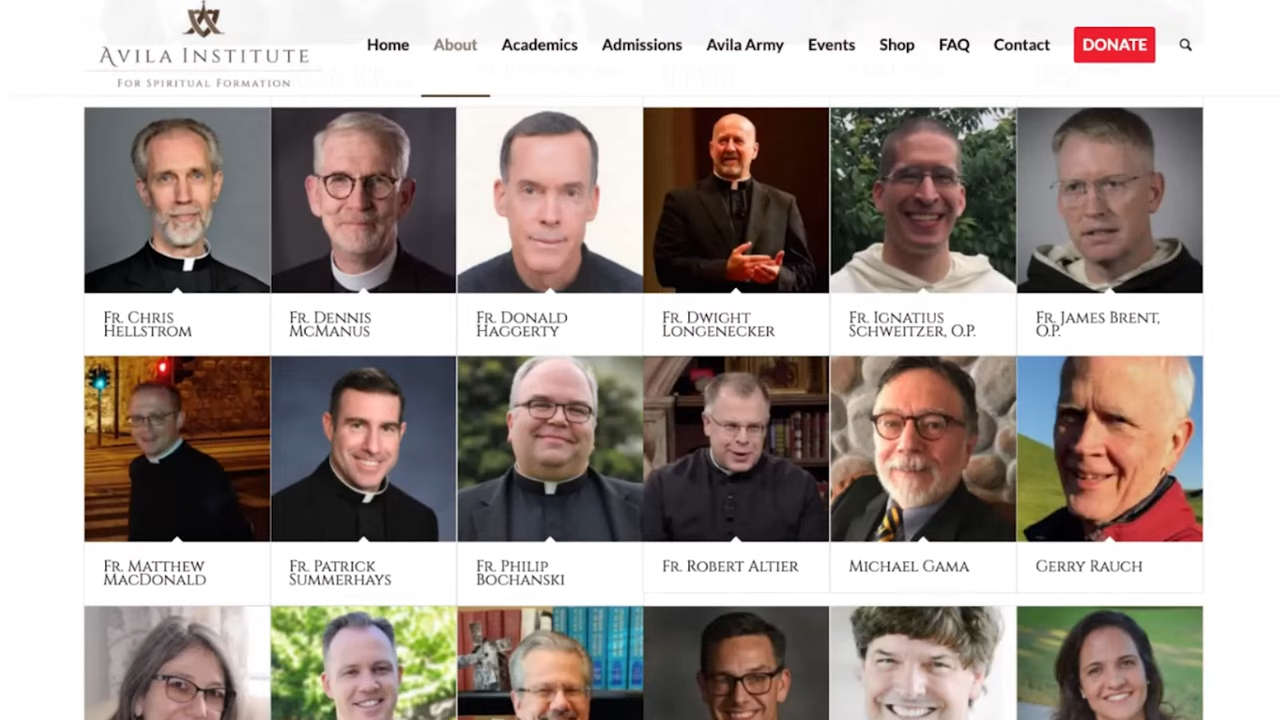 AVILA INSTITUTE
FOR SPIRITUAL FORMATION
Home About Academics Admissions Avila Army Events Shop FAQ Contact DONATE
FR. CHRIS
HELLSTROM
FR. DENNIS
MCMANUS
FR. DONALD
HAGGERTY
FR. DWIGHT
LONGENECKER
FR. IGNATIUS
SCHWEITZER, O.P.
FR. JAMES BRENT,
O.P.
FR. MATTHEW
MACDONALD
FR. PATRICK
SUMMERHAYS
FR. PHILIP
BOCHANSKI
FR. ROBERT ALTIER
MICHAEL GAMA
GERRY RAUCH